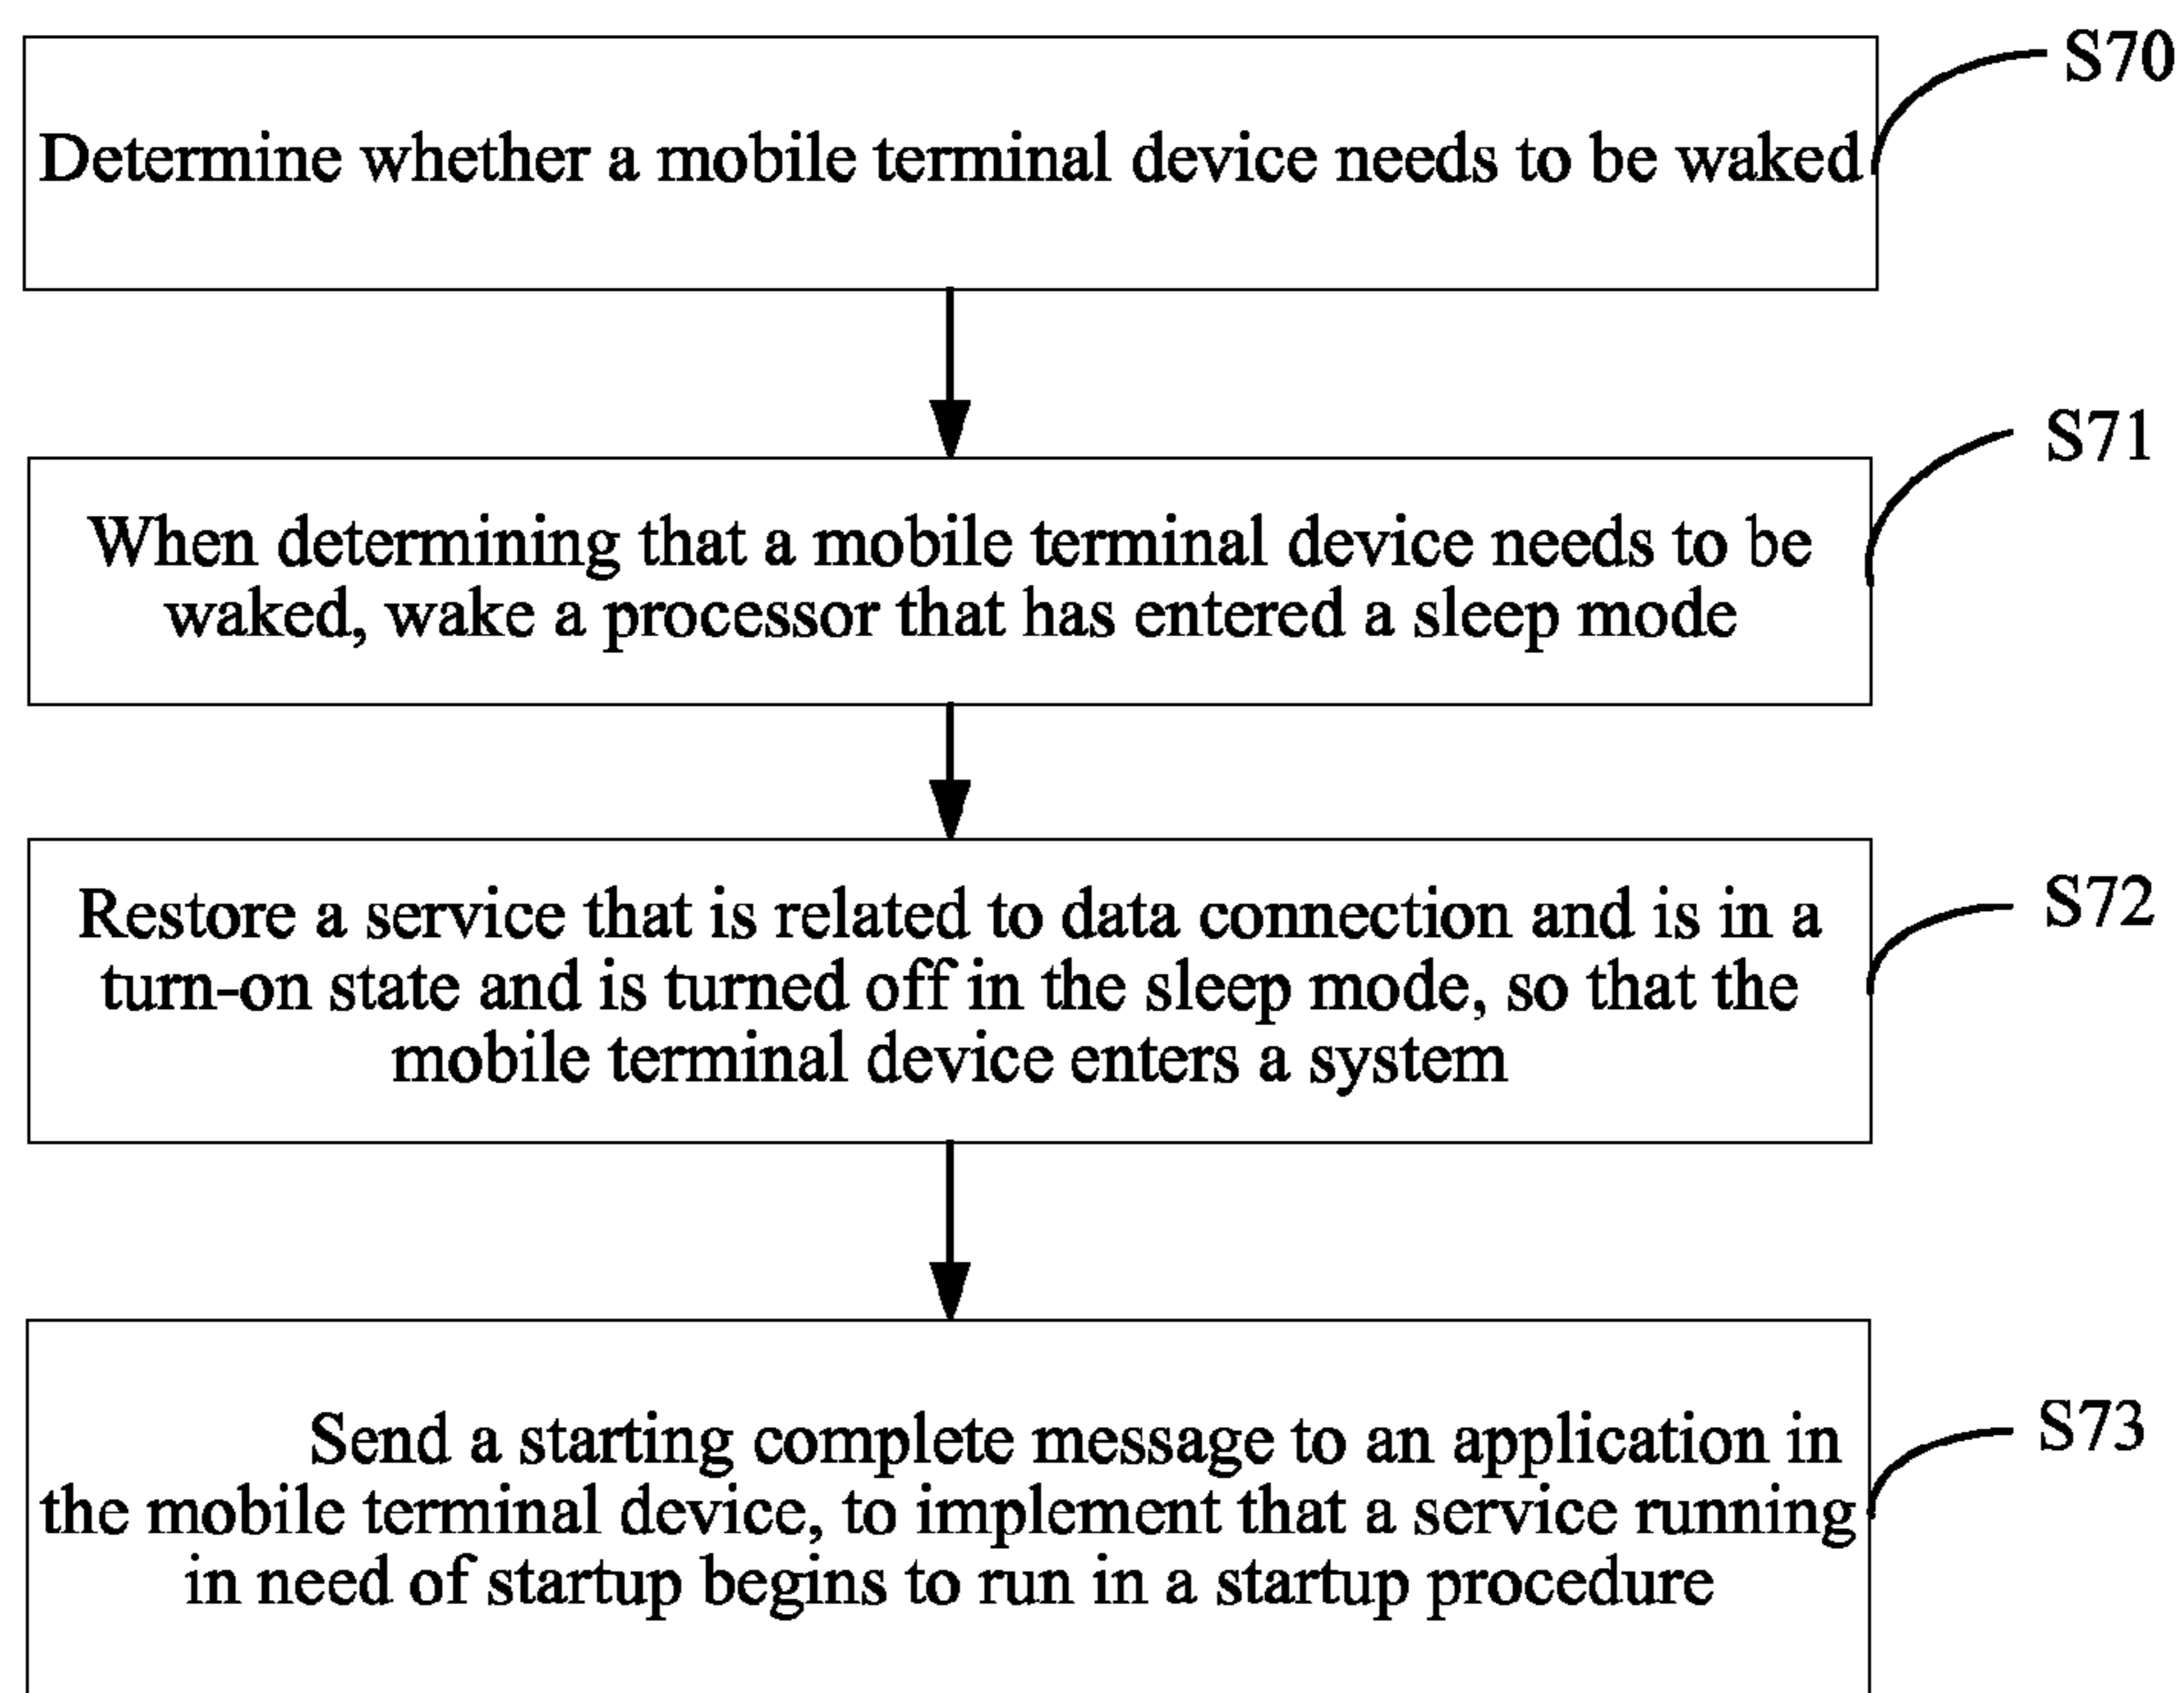 S70
Determine whether a mobile terminal device needs to be waked
S71
When determining that a mobile terminal device needs to be
waked, wake a processor that has entered a sleep mode
S72
Restore a service that is related to data connection and is in a
turn-on state and is turned off in the sleep mode, so that the
mobile terminal device enters a system
S73
Send a starting complete message to an application in
the mobile terminal device, to implement that a service running
in need of startup begins to run in a startup procedure